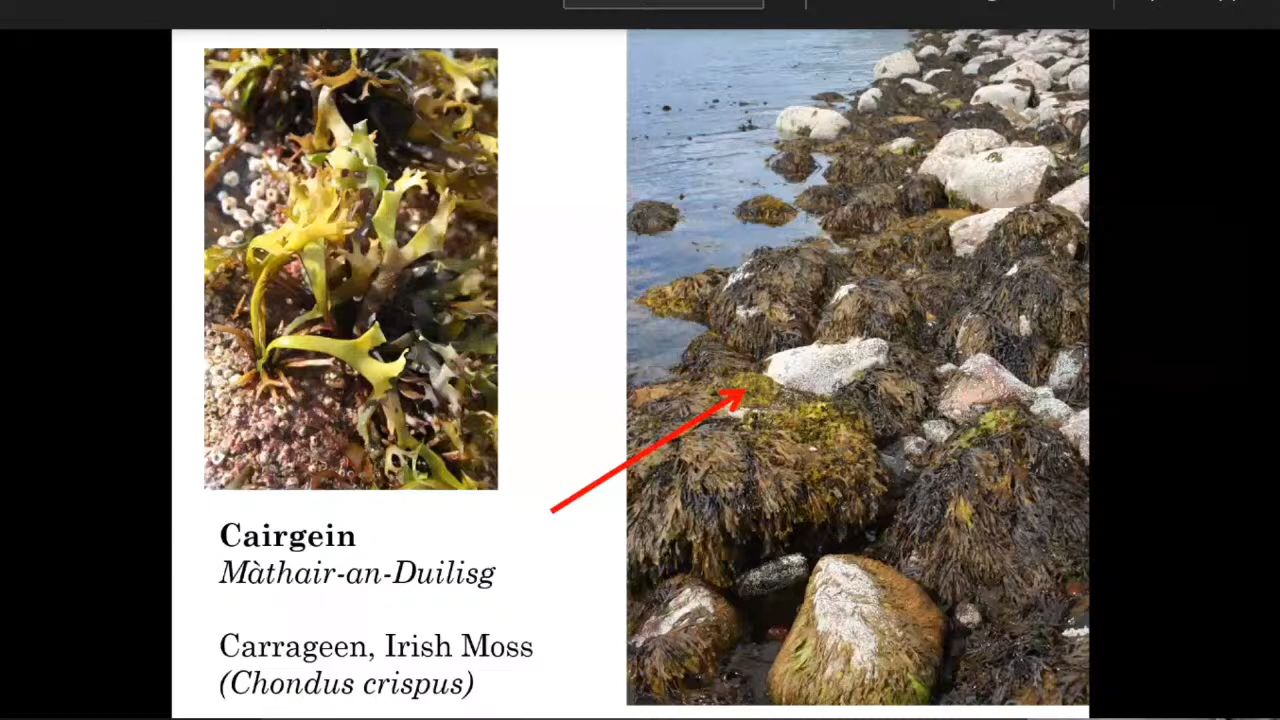 Cairgein
Màthair-an-Duilisg
Carrageen, Irish Moss
(Chondus crispus)